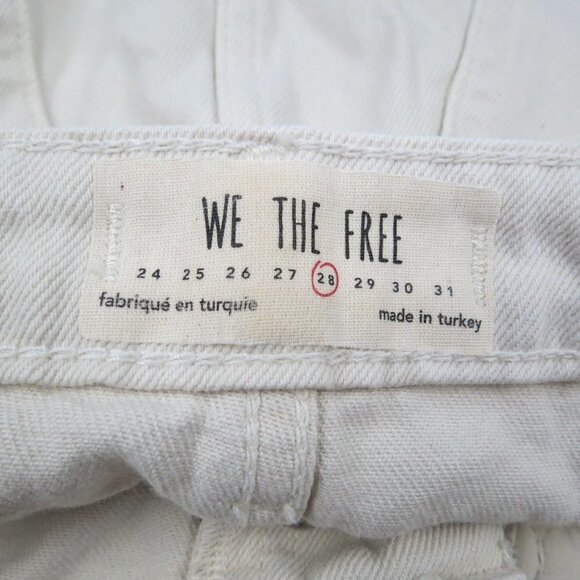 WE THE FREE
24 25 26 27 28 29 30 31
fabriqué en turquie
made in turkey